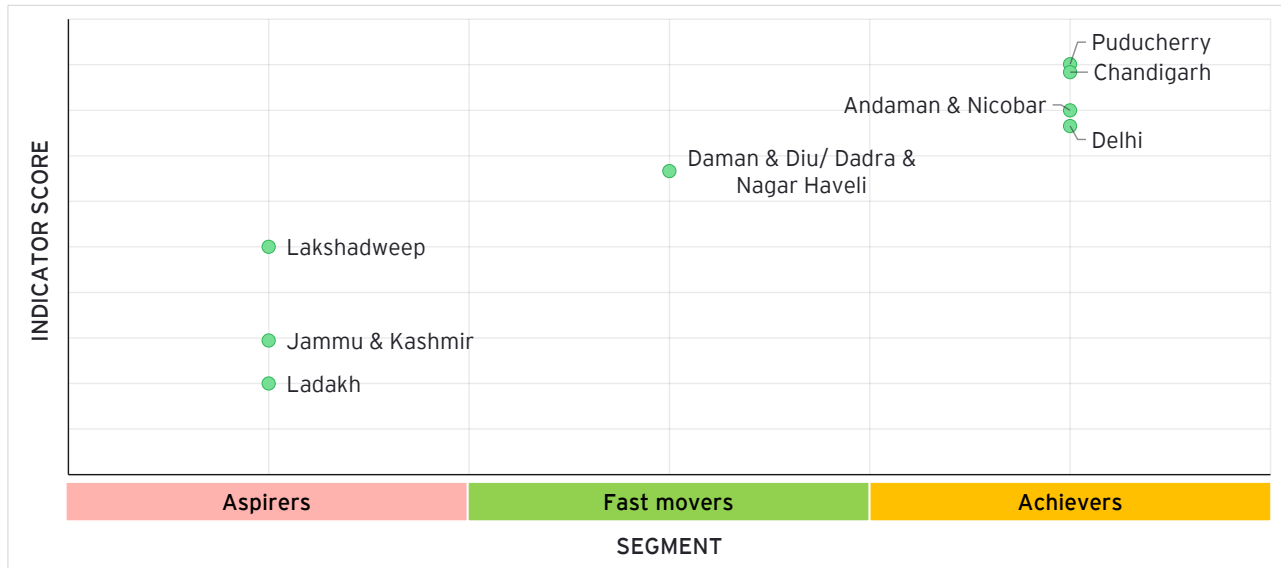 Puducherry
Chandigarh
Andaman & Nicobar
Delhi
Daman & Diu/ Dadra &
Nagar Haveli
Lakshadweep
Jammu & Kashmir
Ladakh
INDICATOR SCORE
Aspirers
Fast movers
Achievers
SEGMENT